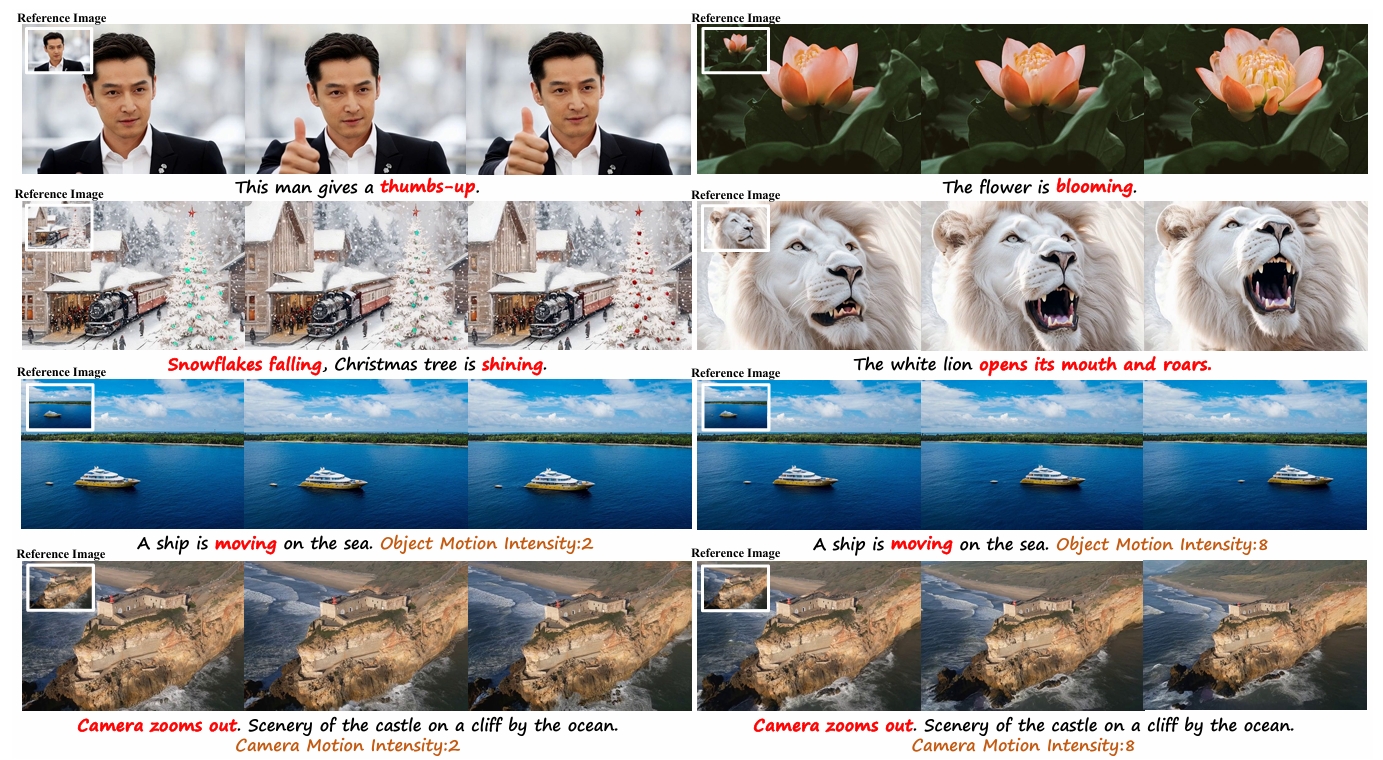 Reference Image
Reference Image
This man gives a thumbs-up.
The flower is blooming.
Reference Image
Reference Image
Snowflakes falling, Christmas tree is shining.
The white lion opens its mouth and roars.
Reference Image
Reference Image
A ship is moving on the sea. Object Motion Intensity:2
A ship is moving on the sea. Object Motion Intensity:8
Reference Image
Reference Image
Camera zooms out. Scenery of the castle on a cliff by the ocean.
Camera Motion Intensity:2
Camera zooms out. Scenery of the castle on a cliff by the ocean.
Camera Motion Intensity:8